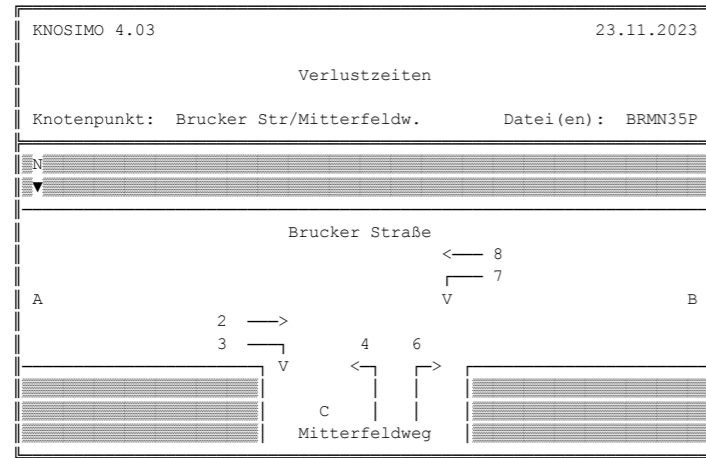 KNOSIMO 4.03 23.11.2023
Verlustzeiten
Knotenpunkt: Brucker Str/Mitterfeldw. Datei(en): BRMN35P
N
Brucker Straße
8
7
A V B
2
3 4 6
V
C
Mitterfeldweg